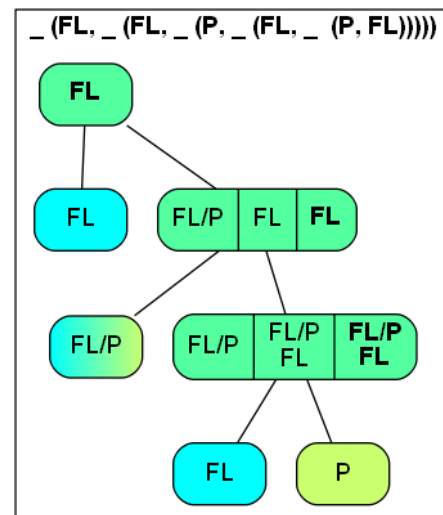 _ (FL, _ (FL, _ (P, _ (FL, _ (P, FL)))))
FL
FL
FL/P FL FL
FL/P
FL/P FL/P FL/P
FL FL
FL P